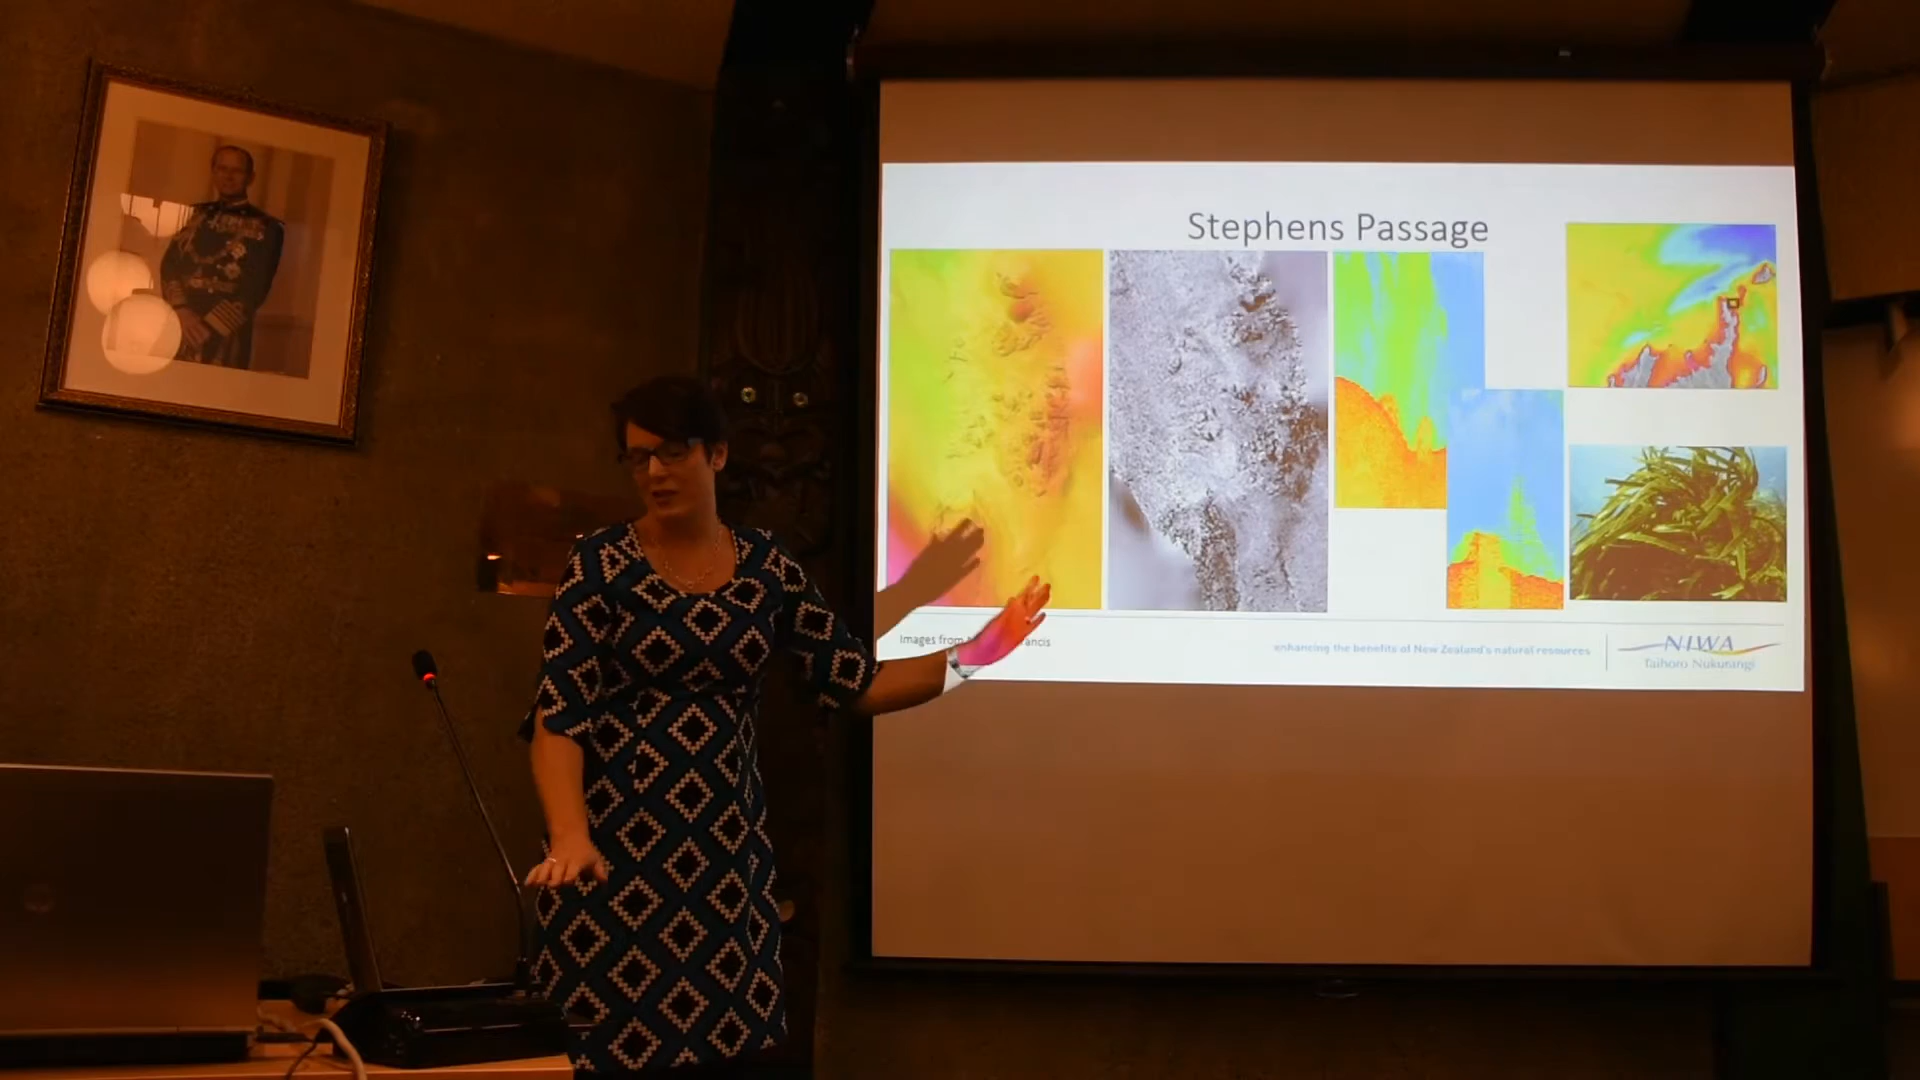 Stephens Passage
Images from
ancis
enhancing the benefits of New Zealand's natural resources
NIWA
Taihoro Nukurangi